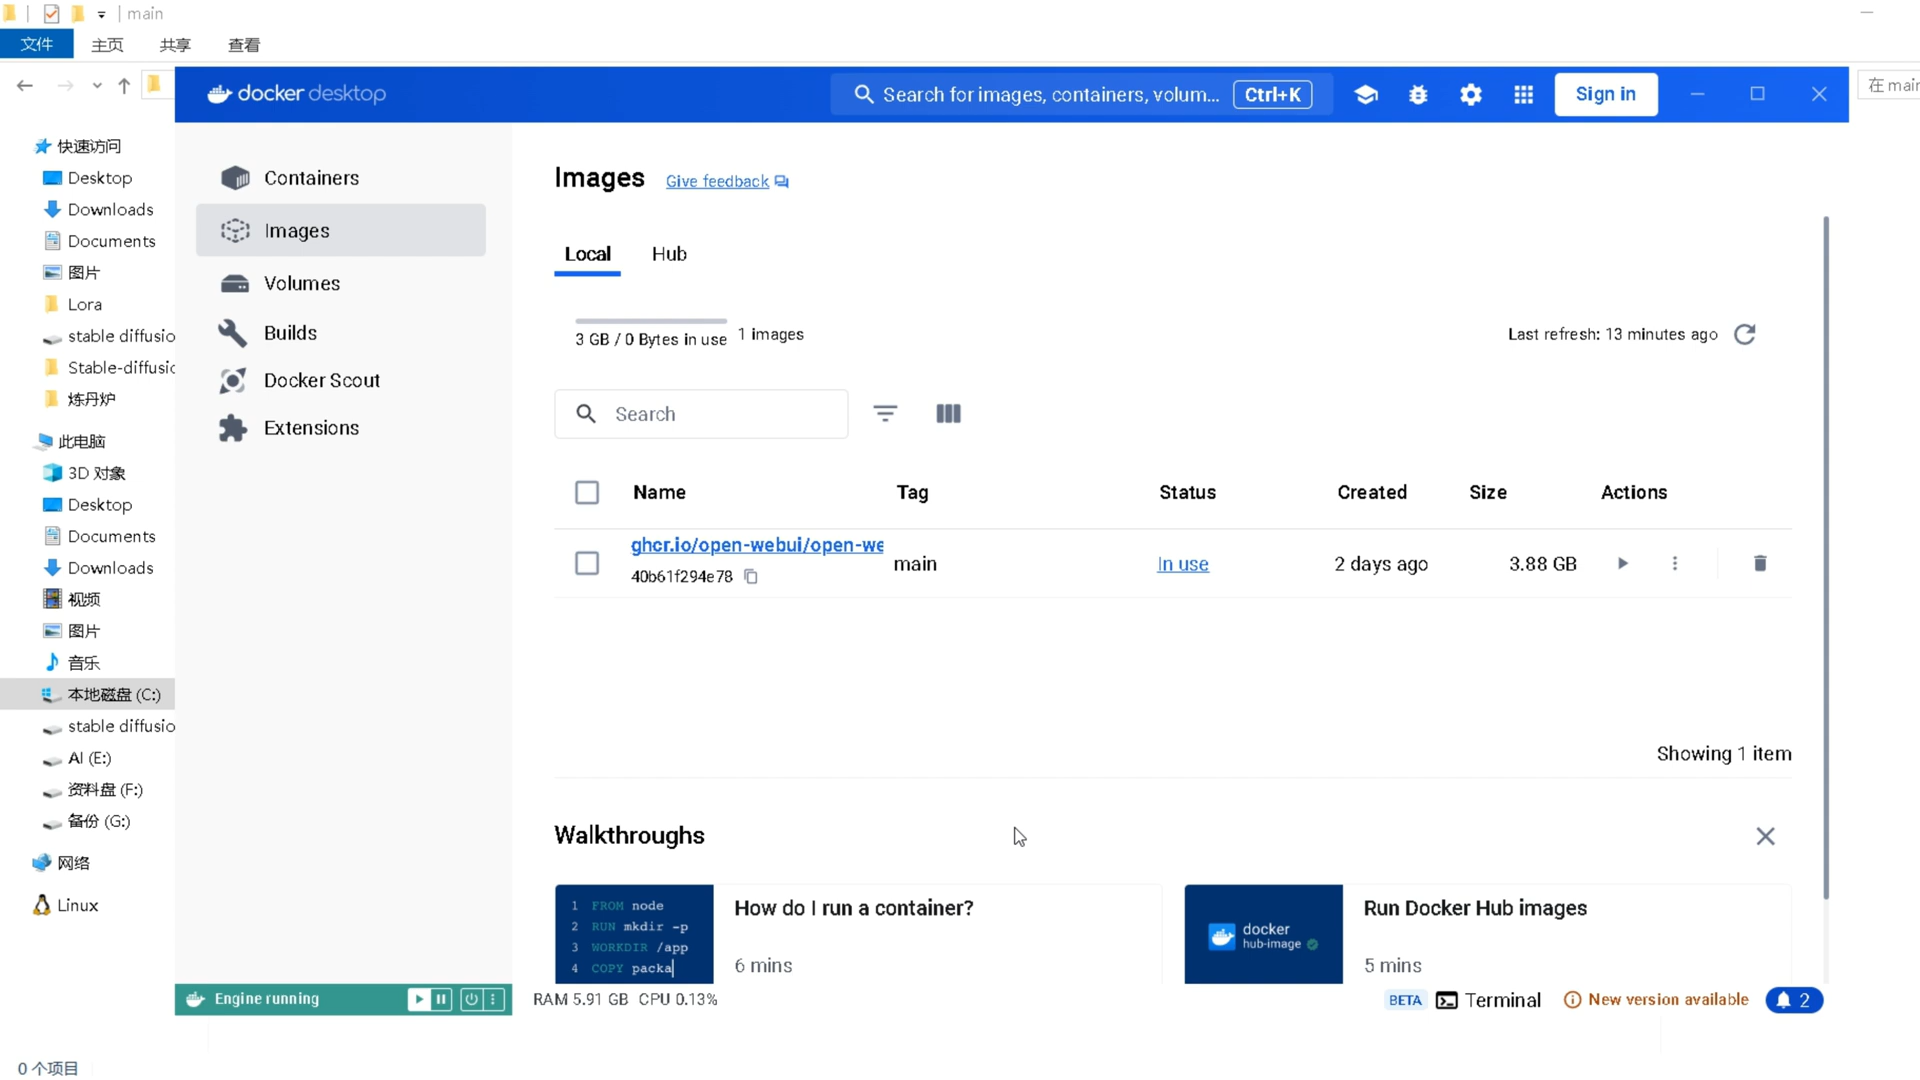 main
文件
主页
共享
查看
docker desktop
Search for images, containers, volum...
Ctrl+K
Sign in
在 main
快速访问
Desktop
Downloads
Documents
图片
Lora
stable diffusio
Stable-diffusio
炼丹炉
此电脑
3D 对象
Desktop
Documents
Downloads
视频
图片
音乐
本地磁盘 (C:)
stable diffusio
AI (E:)
资料盘 (F:)
备份 (G:)
网络
Linux
0 个项目
Containers
Images
Volumes
Builds
Docker Scout
Extensions
Images
Give feedback
Local
Hub
3 GB / 0 Bytes in use
1 images
Last refresh: 13 minutes ago
Search
Name Tag Status Created Size Actions
ghcr.io/open-webui/open-we
40b61f294e78
main
In use
2 days ago
3.88 GB
Showing 1 item
Walkthroughs
1 FROM node
2 RUN mkdir -p
3 WORKDIR /app
4 COPY packa
How do I run a container?
6 mins
docker
hub-image
Run Docker Hub images
5 mins
Engine running
RAM 5.91 GB CPU 0.13%
BETA
Terminal
New version available
2